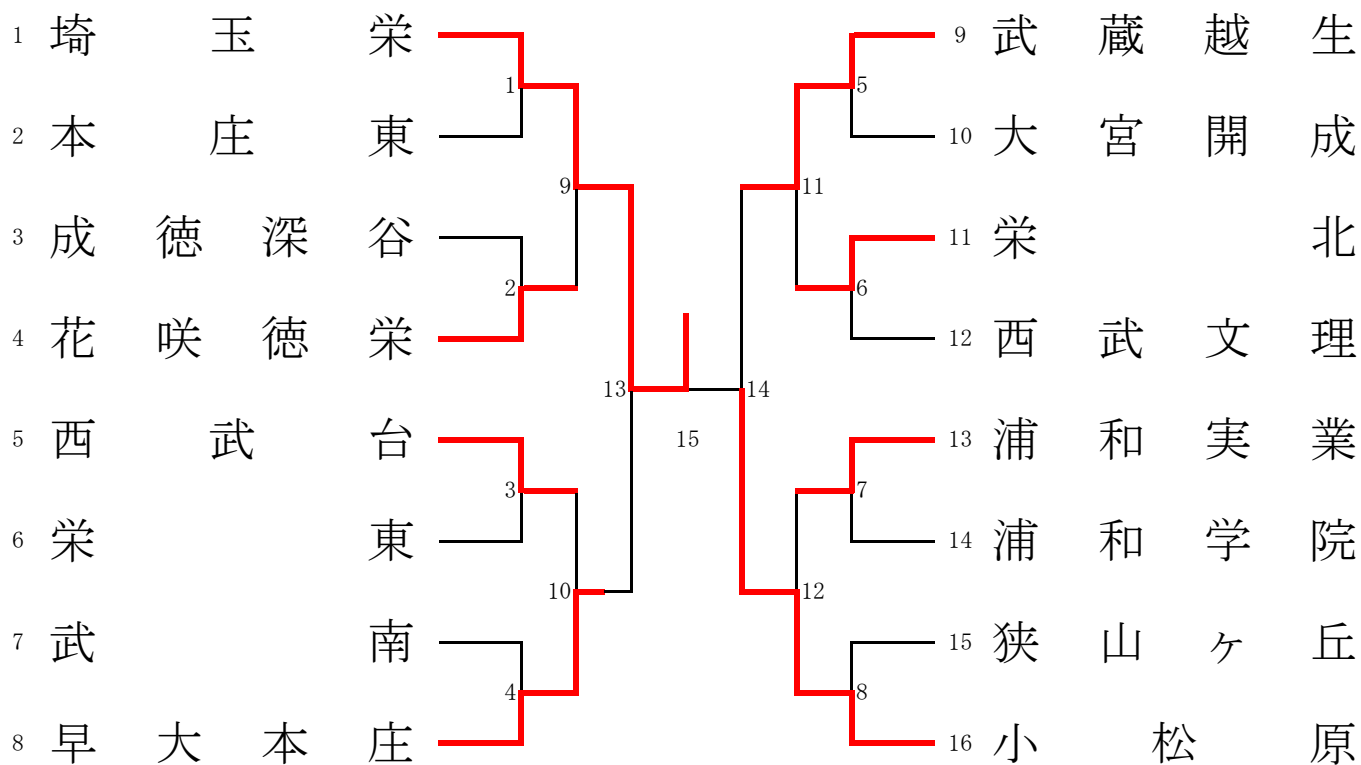 1 埼玉栄 9 武蔵越生
1 5
2 本庄東 10 大宮開成
9 11
3 成徳深谷 11 栄北
2 6
4 花咲徳栄 12 西武文理
13 14
5 西武台 15 13 浦和実業
3 7
6 栄東 14 浦和学院
10 12
7 武南 15 狭山ヶ丘
4 8
8 早大本庄 16 小松原